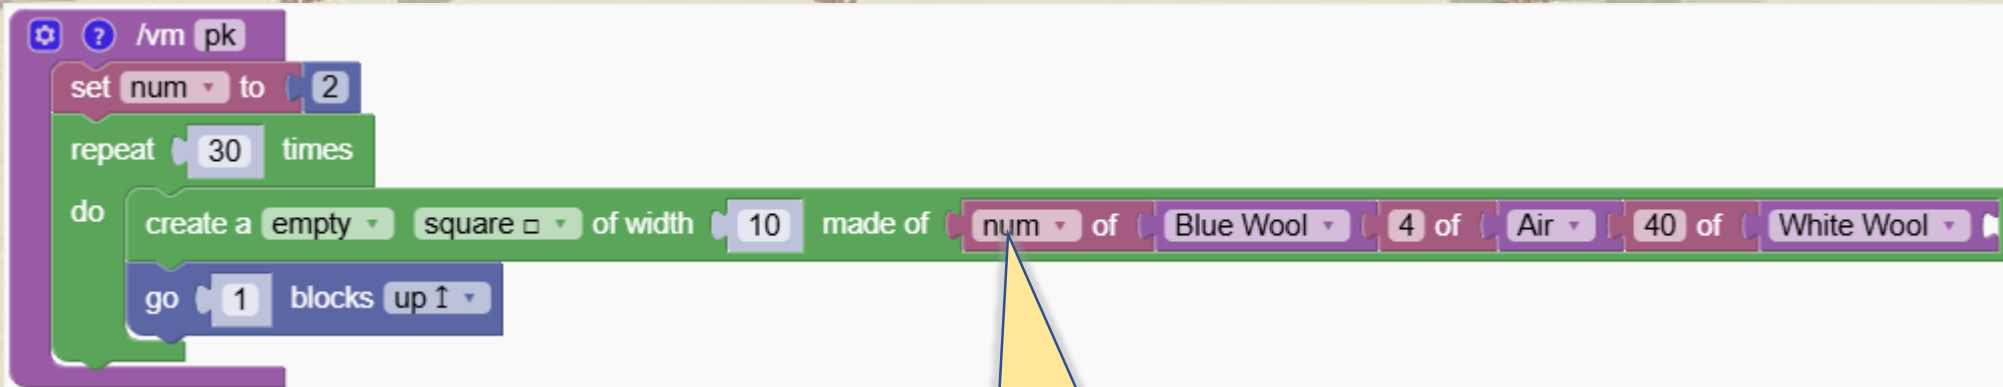 ? /vm pk
set num to 2
repeat 30 times
do create a empty square □ of width 10 made of num of Blue Wool 4 of Air 40 of White Wool
go 1 blocks up ↥